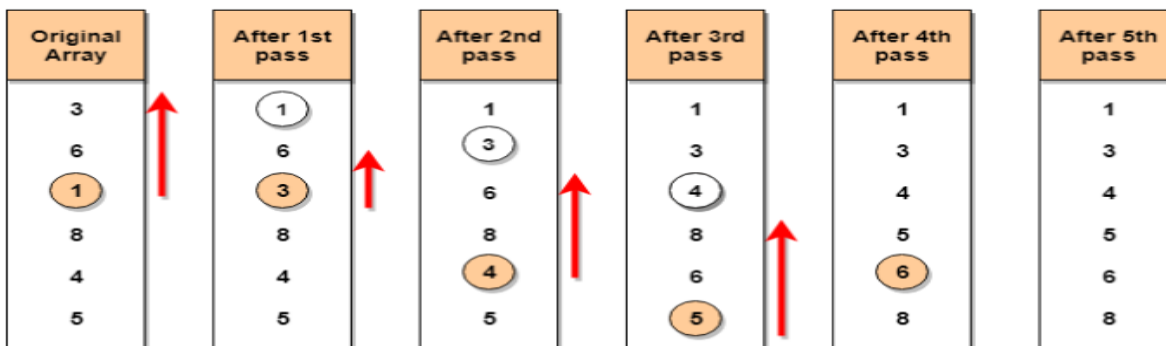 Original After 1st After 2nd After 3rd After 4th After 5th
Array pass pass pass pass pass
3 1 1 1 1 1
6 6 3 3 3 3
1 3 6 4 4 4
8 8 8 8 5 5
4 4 4 6 6 6
5 5 5 5 8 8